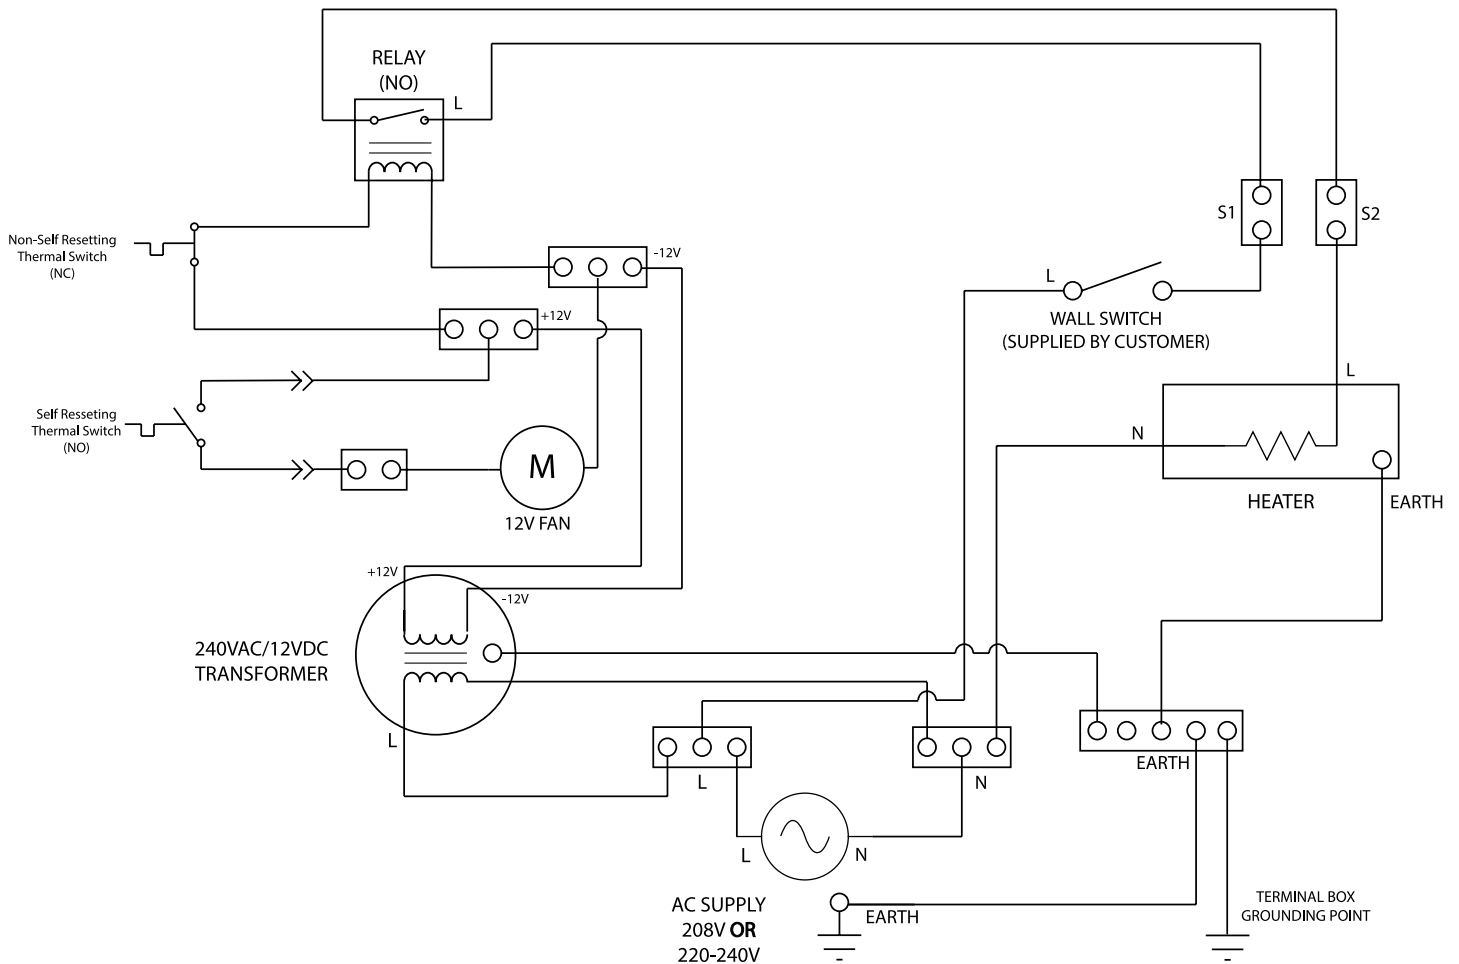 RELAY
(NO)
L
S1
S2
Non-Self Resetting
Thermal Switch
(NC)
-12V
+12V
L
WALL SWITCH
(SUPPLIED BY CUSTOMER)
L
Self Resseting
Thermal Switch
(NO)
M
12V FAN
N
HEATER
EARTH
+12V
-12V
240VAC/12VDC
TRANSFORMER
L
L
N
EARTH
L
N
AC SUPPLY
208V OR
220-240V
EARTH
TERMINAL BOX
GROUNDING POINT